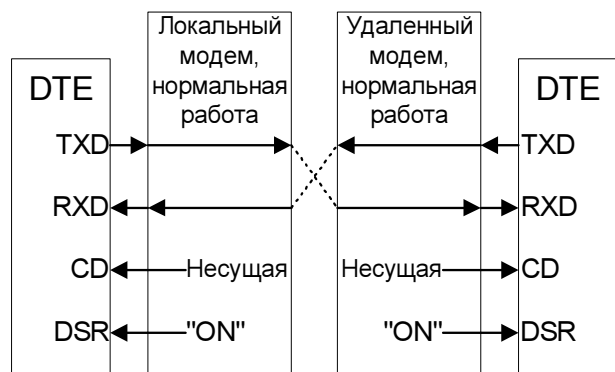 Локальный
модем,
нормальная
работа
Удаленный
модем,
нормальная
работа
DTE
DTE
TXD
TXD
RXD
RXD
CD
Несущая
Несущая
CD
DSR
"ON"
"ON"
DSR